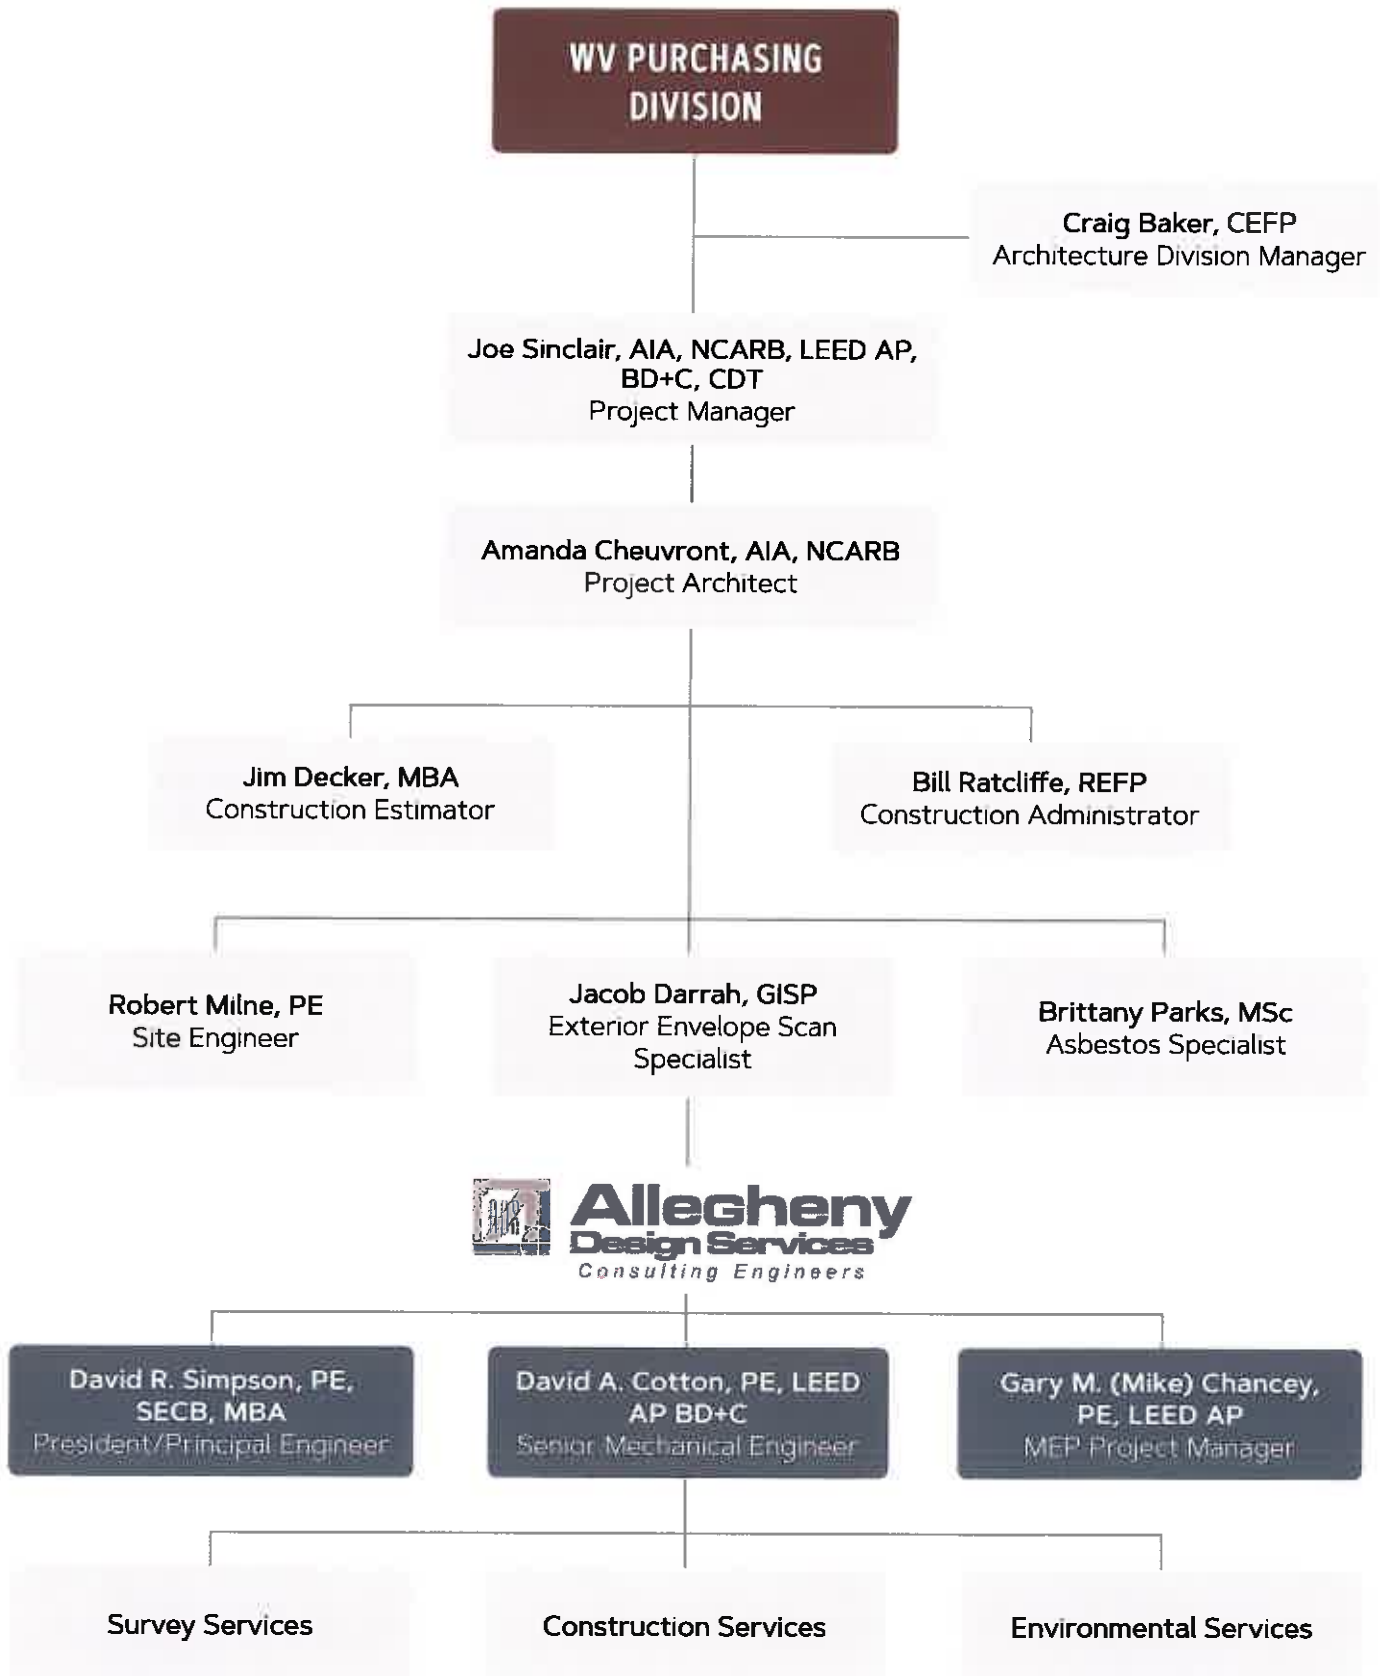 WV PURCHASING
DIVISION
Craig Baker, CEFP
Architecture Division Manager
Joe Sinclair, AIA, NCARB, LEED AP,
BD+C, CDT
Project Manager
Amanda Cheuvront, AIA, NCARB
Project Architect
Jim Decker, MBA
Construction Estimator
Bill Ratcliffe, REFP
Construction Administrator
Robert Milne, PE
Site Engineer
Jacob Darrah, GISP
Exterior Envelope Scan
Specialist
Brittany Parks, MSc
Asbestos Specialist
Allegheny
Design Services
Consulting Engineers
David R. Simpson, PE,
SECB, MBA
President/Principal Engineer
David A. Cotton, PE, LEED
AP BD+C
Senior Mechanical Engineer
Gary M. (Mike) Chancey,
PE, LEED AP
MEP Project Manager
Survey Services
Construction Services
Environmental Services